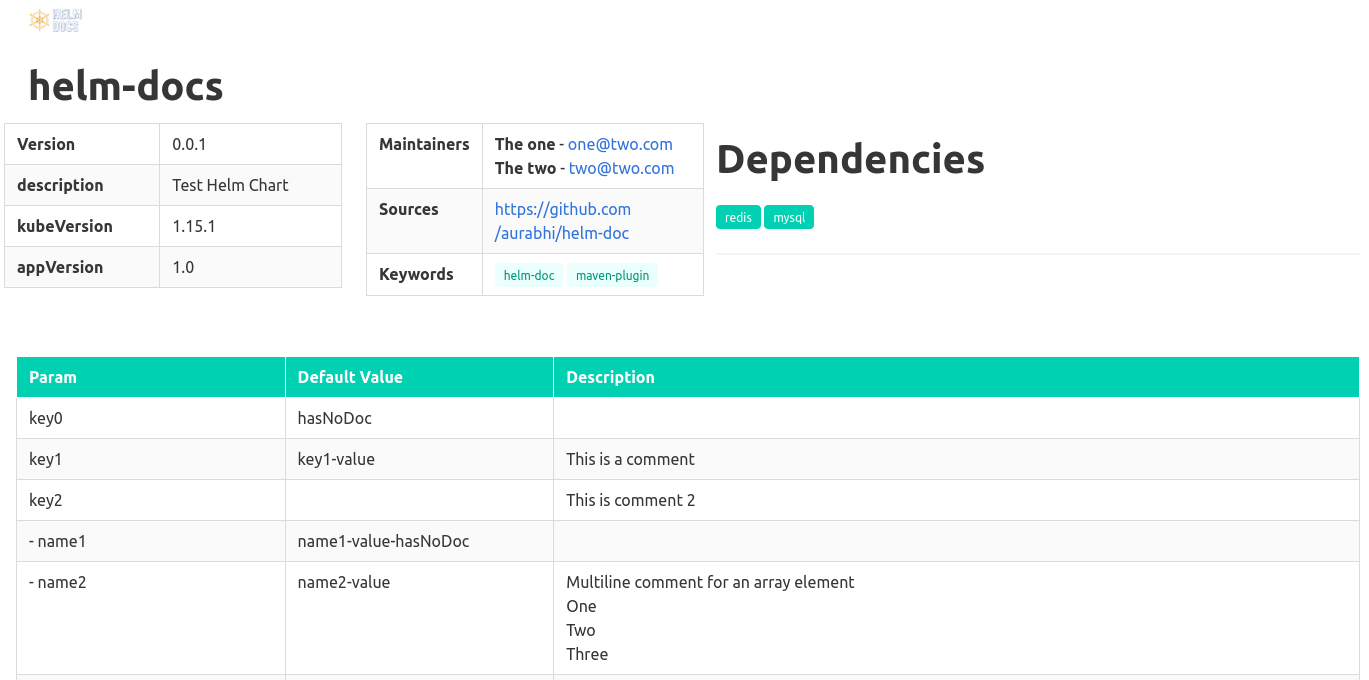 HELM
DOCS
helm-docs
Version 0.0.1
description Test Helm Chart
kubeVersion 1.15.1
appVersion 1.0
Maintainers The one - one@two.com
The two - two@two.com
Sources https://github.com
/aurabhi/helm-doc
Keywords helm-doc maven-plugin
Dependencies
redis mysql
Param Default Value Description
key0 hasNoDoc
key1 key1-value This is a comment
key2 This is comment 2
- name1 name1-value-hasNoDoc
- name2 name2-value Multiline comment for an array element
One
Two
Three